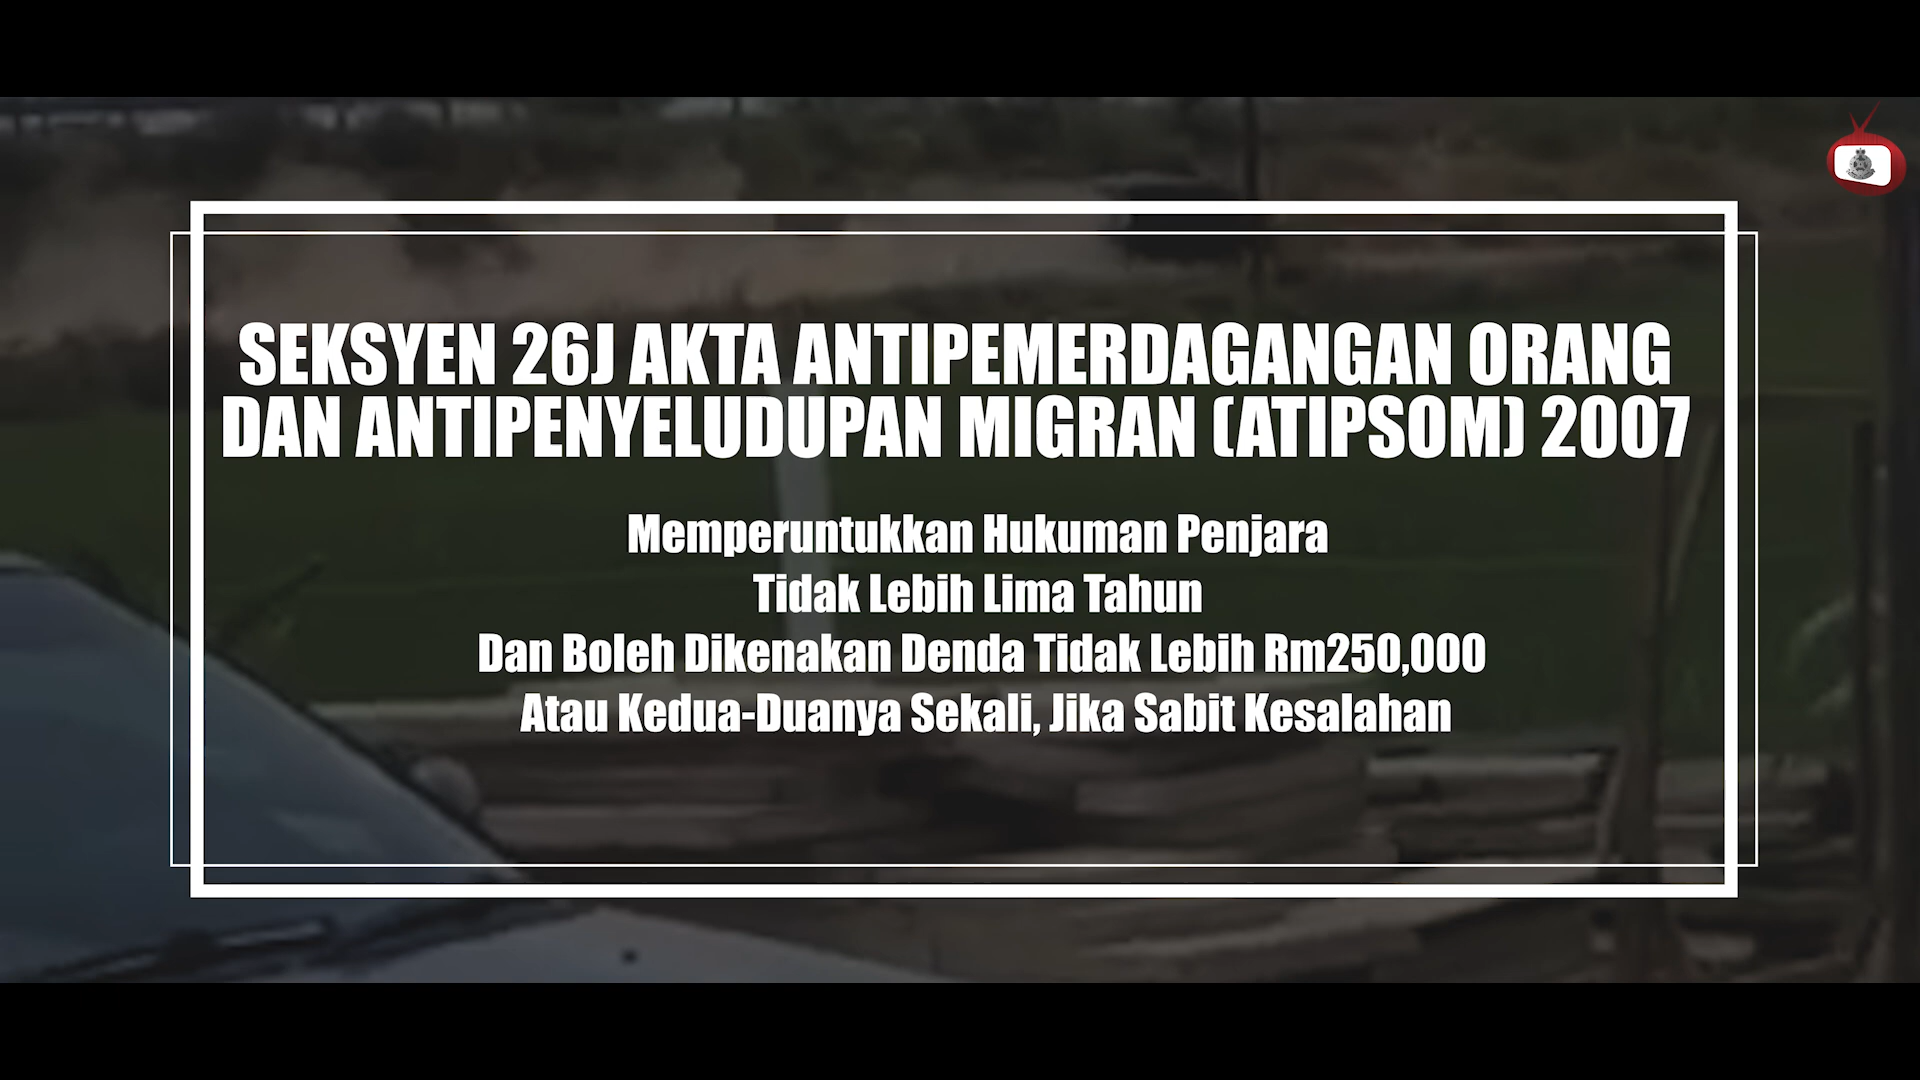 SEKSYEN 26J AKTA ANTIPEMERDAGANGAN ORANG
DAN ANTIPENYELUDUPAN MIGRAN (ATIPSOM) 2007
Memperuntukkan Hukuman Penjara
Tidak Lebih Lima Tahun
Dan Boleh Dikenakan Denda Tidak Lebih Rm250,000
Atau Kedua-Duanya Sekali, Jika Sabit Kesalahan